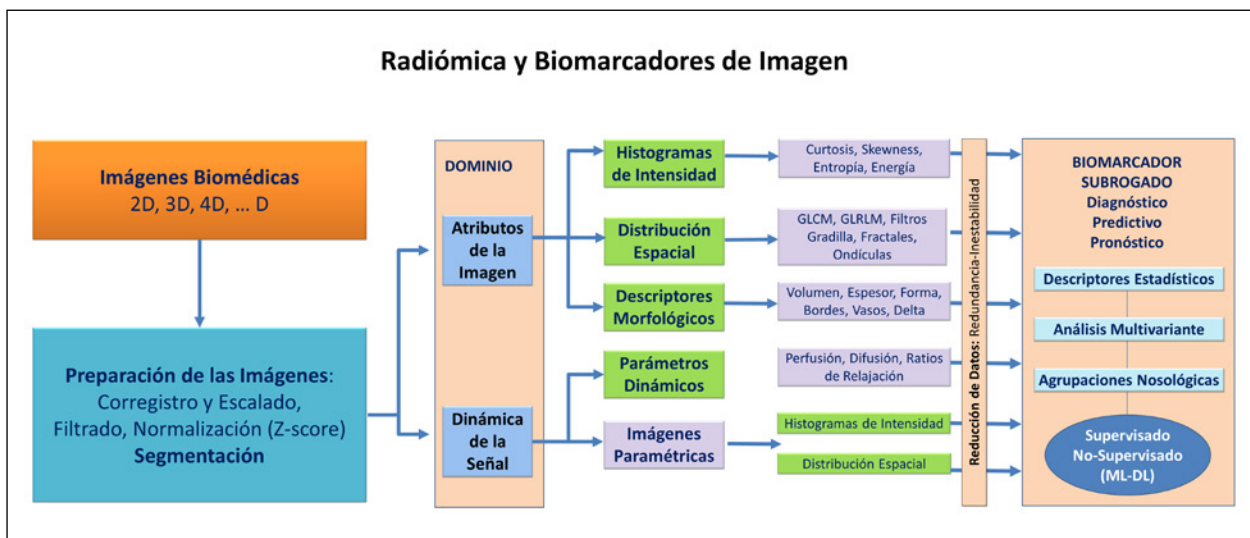 Radiómica y Biomarcadores de Imagen
Imágenes Biomédicas
2D, 3D, 4D, ... D
Preparación de las Imágenes:
Corregistro y Escalado,
Filtrado, Normalización (Z-score)
Segmentación
DOMINIO
Atributos
de la
Imagen
Dinámica
de la
Señal
Histogramas
de Intensidad
Distribución
Espacial
Descriptores
Morfológicos
Parámetros
Dinámicos
Imágenes
Paramétricas
Curtosis, Skewness,
Entropía, Energía
GLCM, GLRLM, Filtros
Gradilla, Fractales,
Ondículas
Volumen, Espesor, Forma,
Bordes, Vasos, Delta
Perfusión, Difusión, Ratios
de Relajación
Histogramas de Intensidad
Distribución Espacial
Reducción de Datos: Redundancia-Inestabilidad
BIOMARCADOR
SUBROGADO
Diagnóstico
Predictivo
Pronóstico
Descriptores Estadísticos
Análisis Multivariante
Agrupaciones Nosológicas
Supervisado
No-Supervisado
(ML-DL)